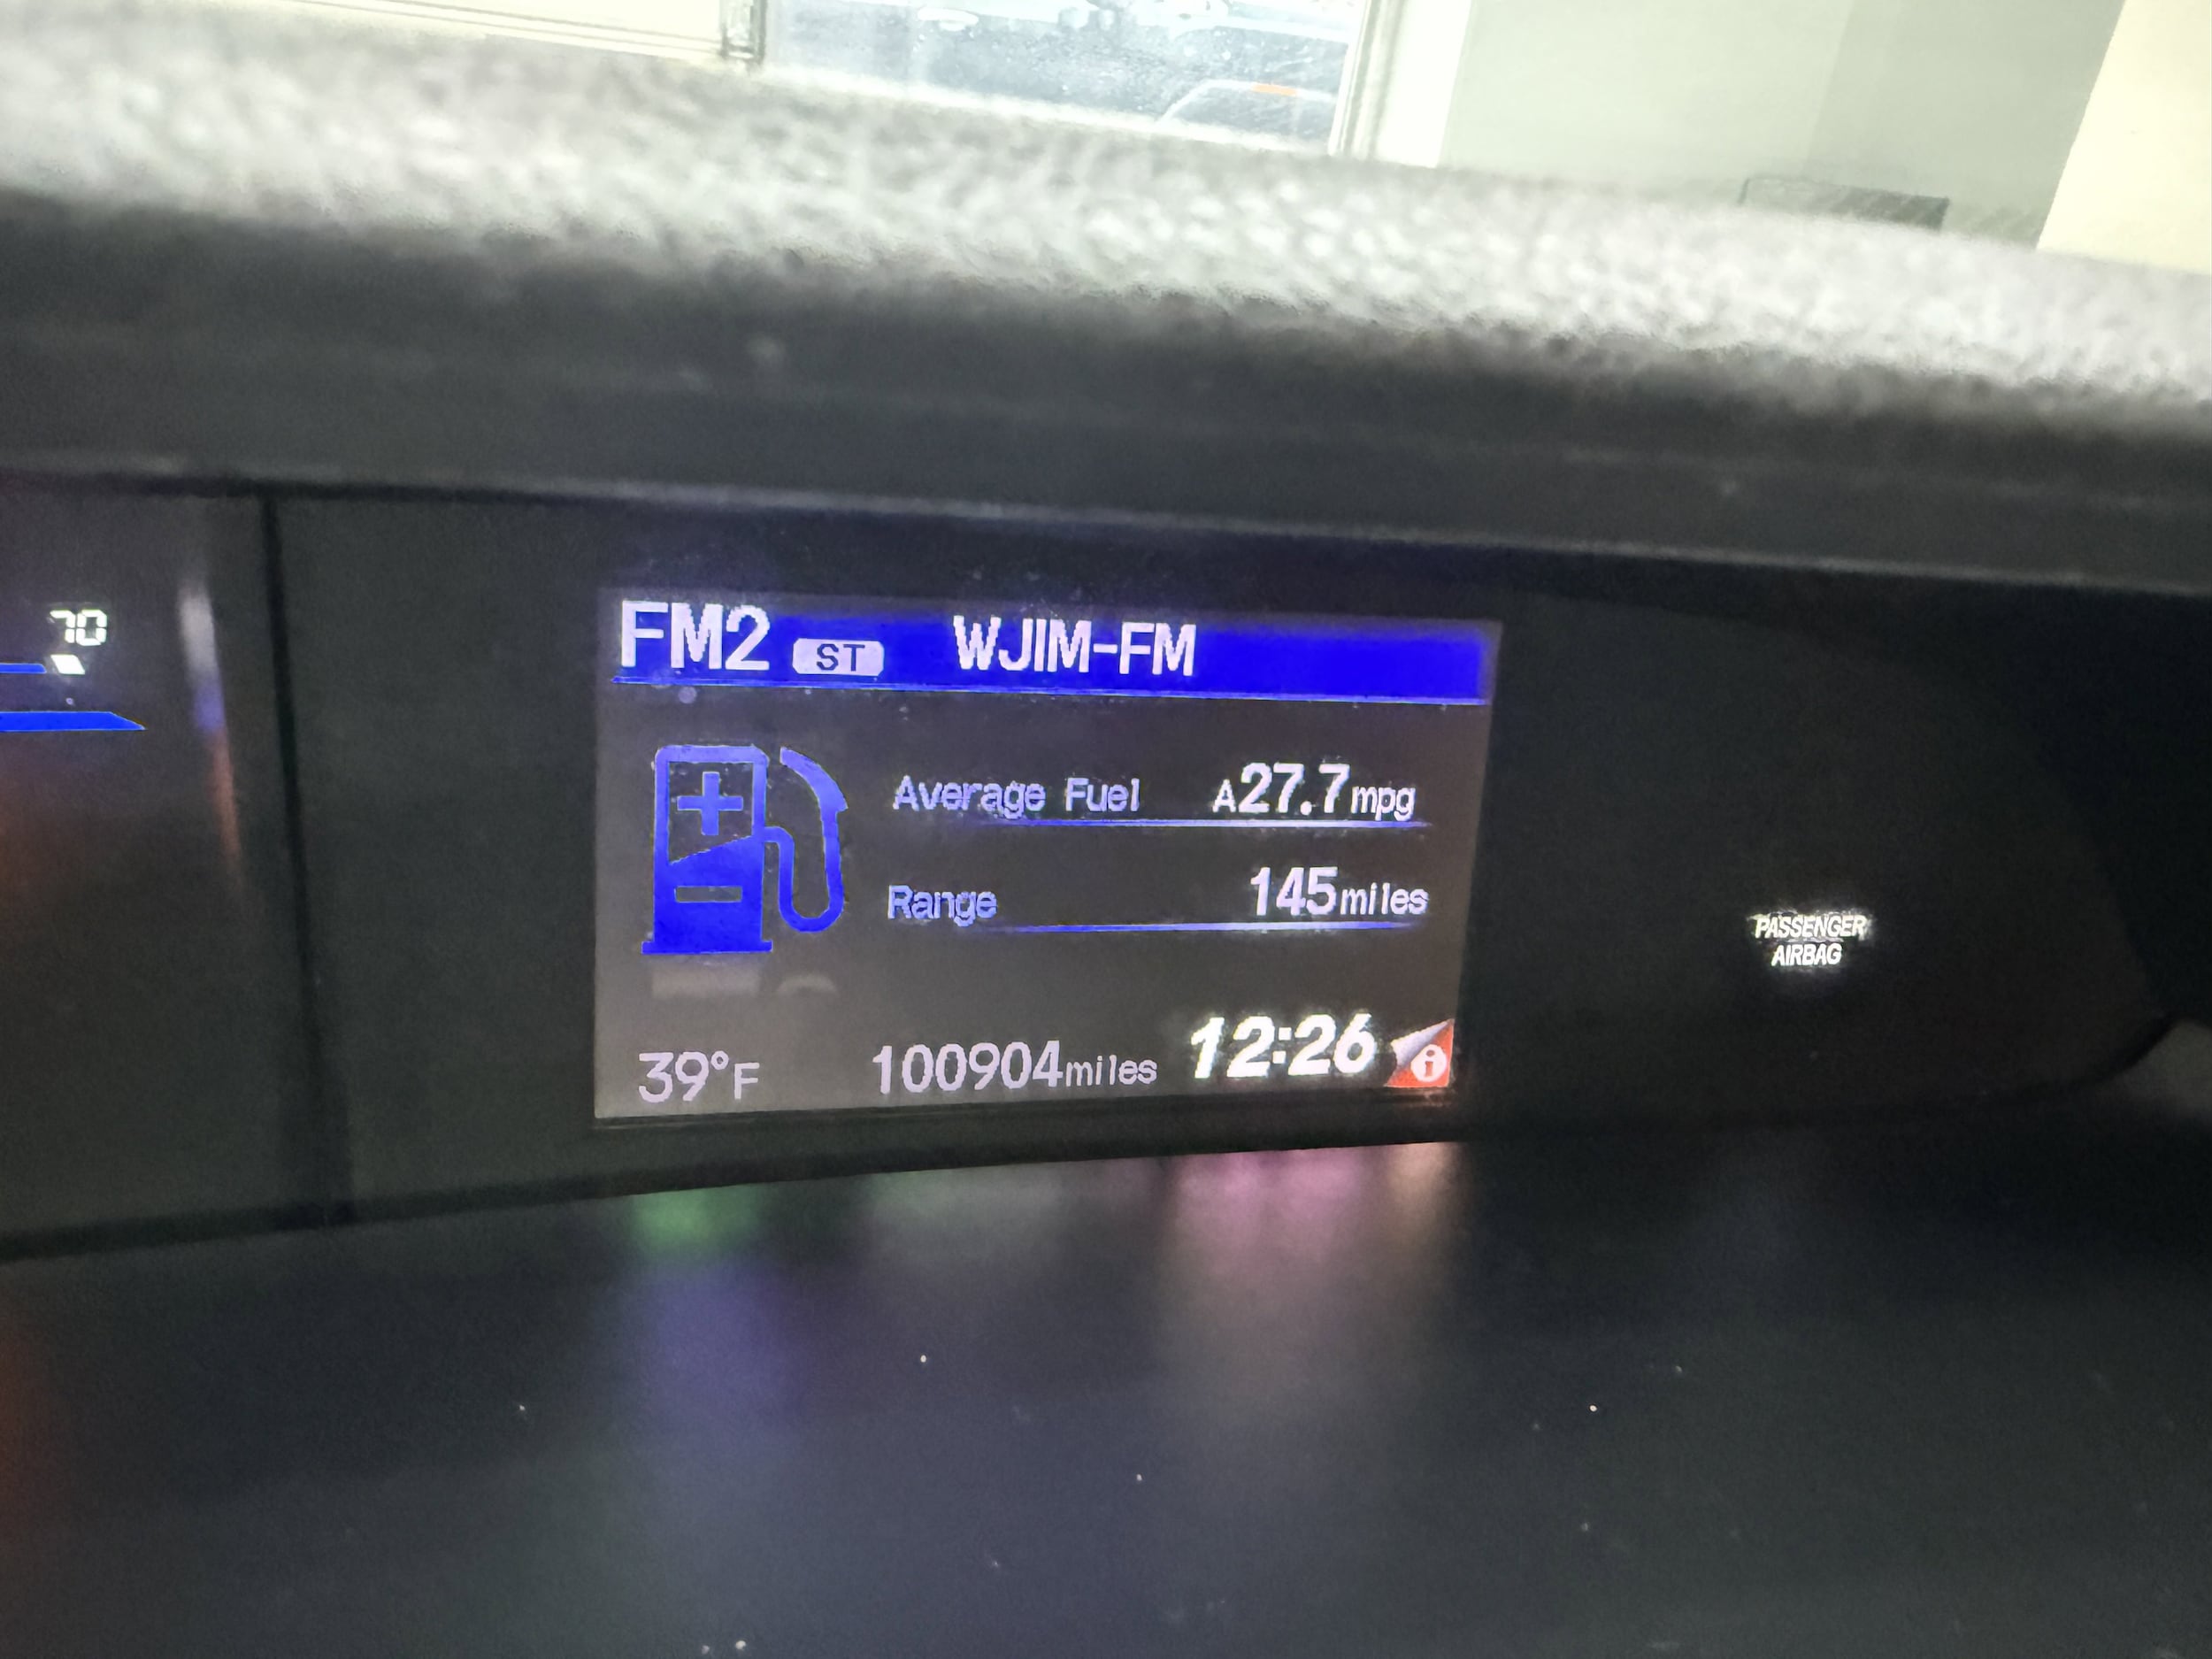 70
FM2 ST WJIM-FM
Average Fuel A27.7mpg
Range 145miles
39°F 100904miles 12:26 i
PASSENGER
AIRBAG